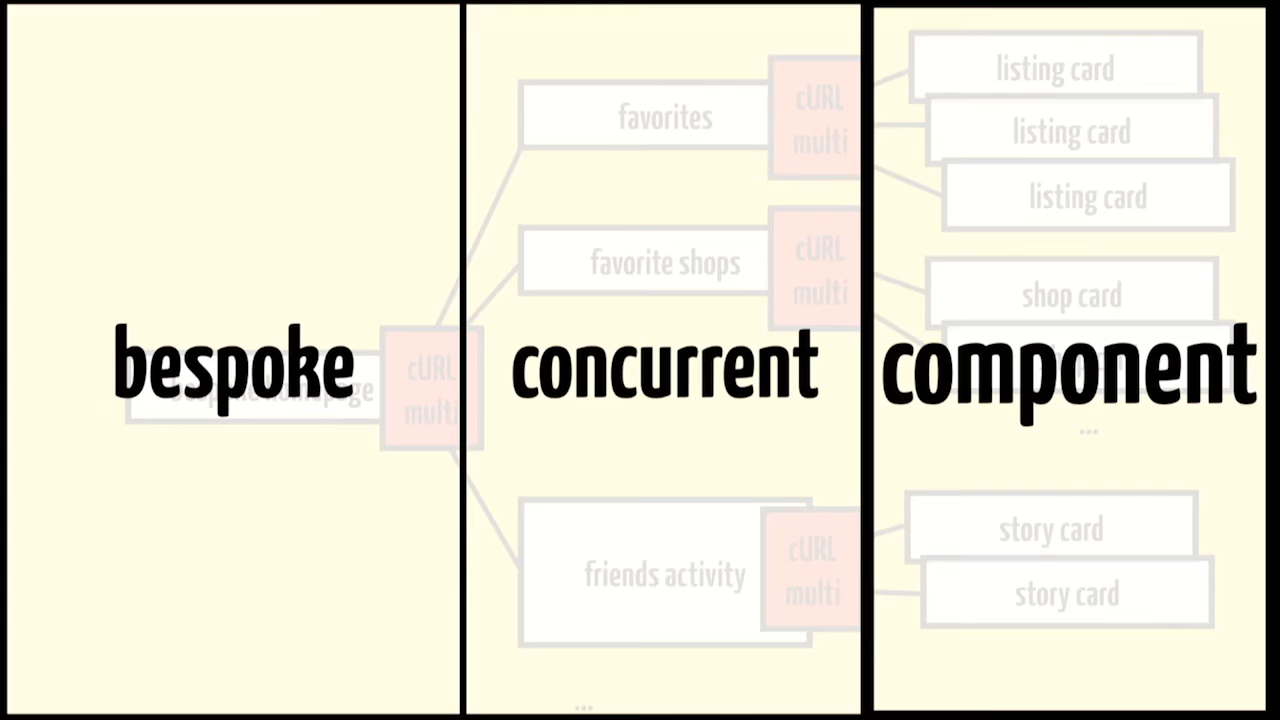 bespoke
homepage
cURL
multi
concurrent
favorites
cURL
multi
favorite shops
cURL
multi
friends activity
cURL
multi
...
component
listing card
listing card
listing card
shop card
...
story card
story card